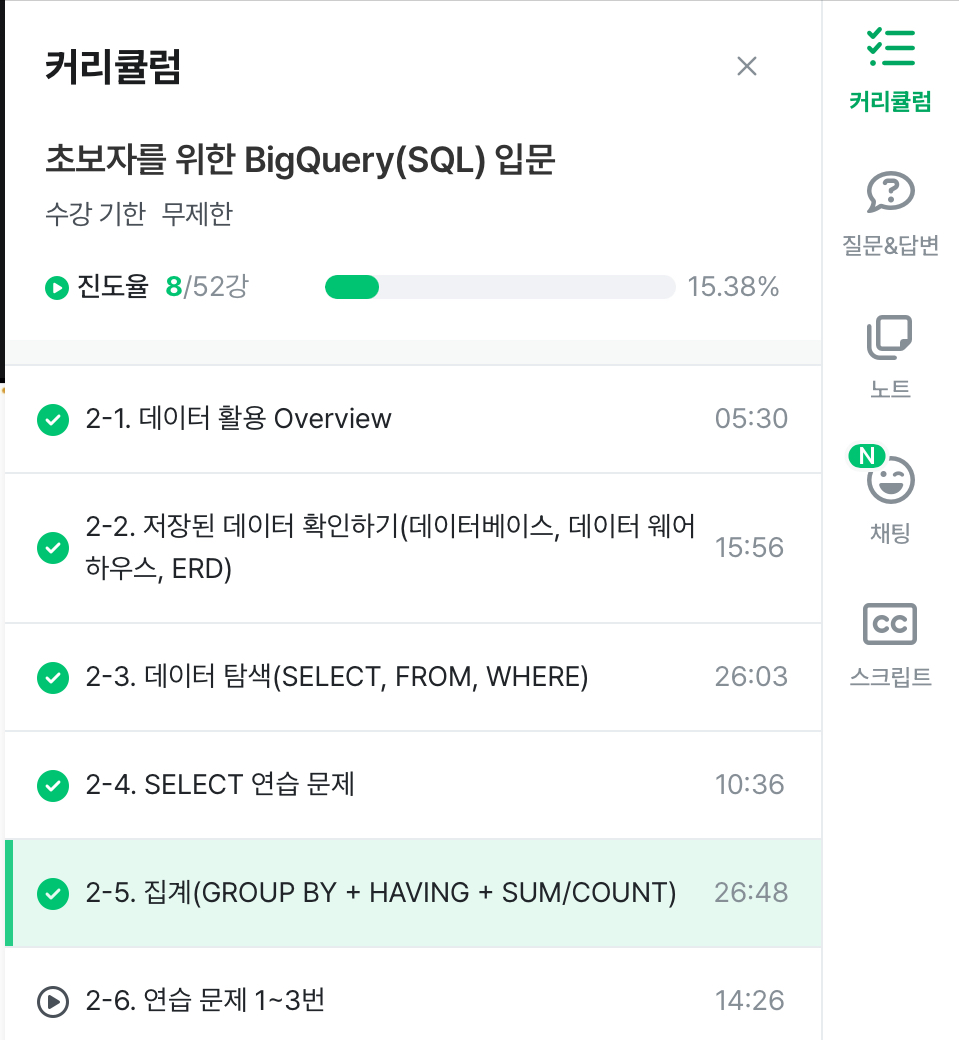 커리큘럼
초보자를 위한 BigQuery(SQL) 입문
수강 기한 무제한
진도율 8/52강 15.38%
2-1. 데이터 활용 Overview 05:30
2-2. 저장된 데이터 확인하기(데이터베이스, 데이터 웨어
하우스, ERD) 15:56
2-3. 데이터 탐색(SELECT, FROM, WHERE) 26:03
2-4. SELECT 연습 문제 10:36
2-5. 집계(GROUP BY + HAVING + SUM/COUNT) 26:48
2-6. 연습 문제 1~3번 14:26
커리큘럼
질문&답변
노트
N
채팅
CC
스크립트